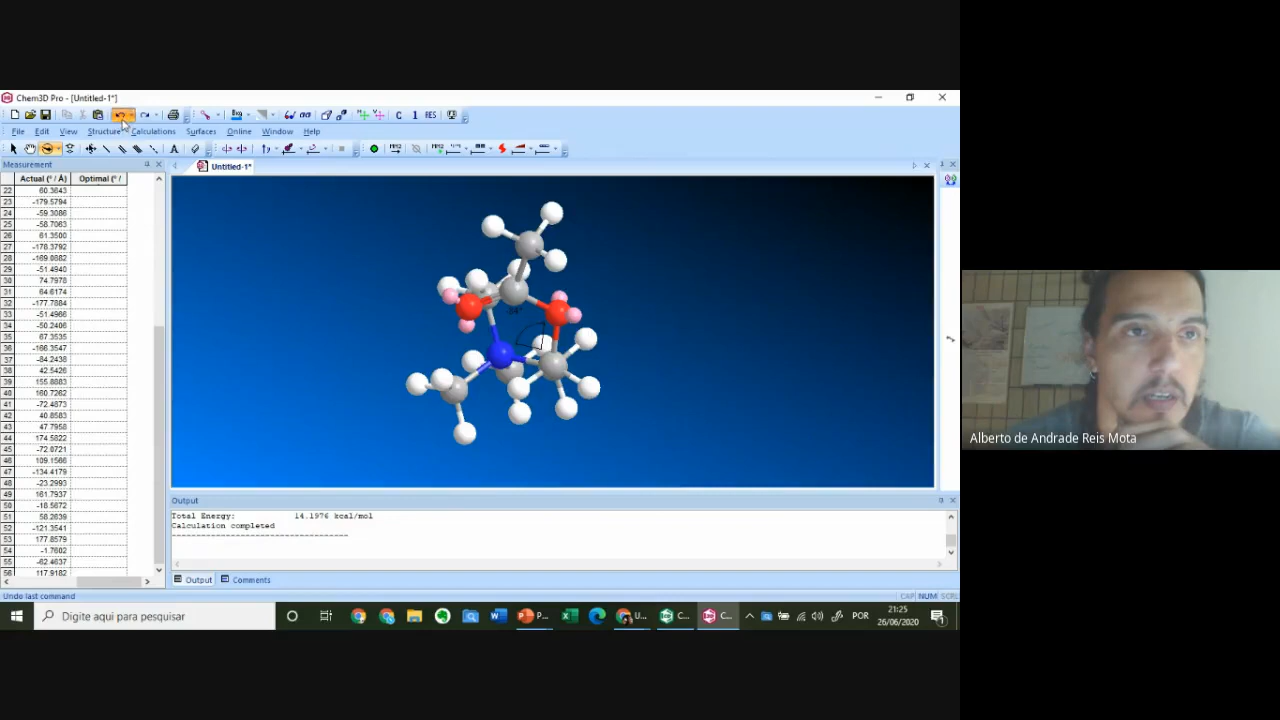 Chem3D Pro - [Untitled-1*]
C 1 RES
File Edit View Structure Calculations Surfaces Online Window Help
Measurement
Untitled-1*
Actual (° / Å) Optimal (° /
22 60.3643
23 -179.5794
24 -59.3086
25 -58.7063
26 61.3500
27 -178.3792
28 -169.0882
29 -51.4940
30 74.7978
31 64.6174
32 -177.7884
33 -51.4966
34 -50.2406
35 67.3535
36 -166.3547
37 -84.2438
38 42.5426
39 155.8883
40 160.7262
41 -72.4873
42 40.8583
43 47.7958
44 174.5822
45 -72.0721
46 109.1566
47 -134.4179
48 -23.2993
49 161.7937
50 -18.5672
51 58.2639
52 -121.3541
53 177.8579
54 -1.7602
55 -62.4637
56 117.9182
Output
Total Energy: 14.1976 kcal/mol
Calculation completed
------------------------------------
Output Comments
Undo last command
CAP NUM SCRL
Digite aqui para pesquisar
P... U... C... C...
POR
21:25
26/06/2020
Alberto de Andrade Reis Mota